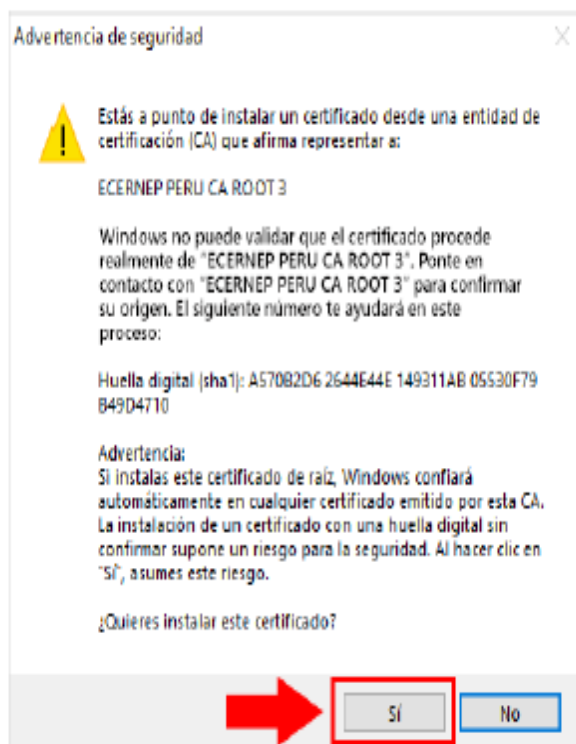 Advertencia de seguridad
Estás a punto de instalar un certificado desde una entidad de
certificación (CA) que afirma representar a:
ECERNEP PERU CA ROOT 3
Windows no puede validar que el certificado procede
realmente de "ECERNEP PERU CA ROOT 3". Ponte en
contacto con "ECERNEP PERU CA ROOT 3" para confirmar
su origen. El siguiente número te ayudará en este
proceso:
Huella digital (sha1): A570B2D6 2644E44E 149311AB 05530F79
B49D4710
Advertencia:
Si instalas este certificado de raíz, Windows confiará
automáticamente en cualquier certificado emitido por esta CA.
La instalación de un certificado con una huella digital sin
confirmar supone un riesgo para la seguridad. Al hacer clic en
"Sí", asumes este riesgo.
¿Quieres instalar este certificado?
Sí No